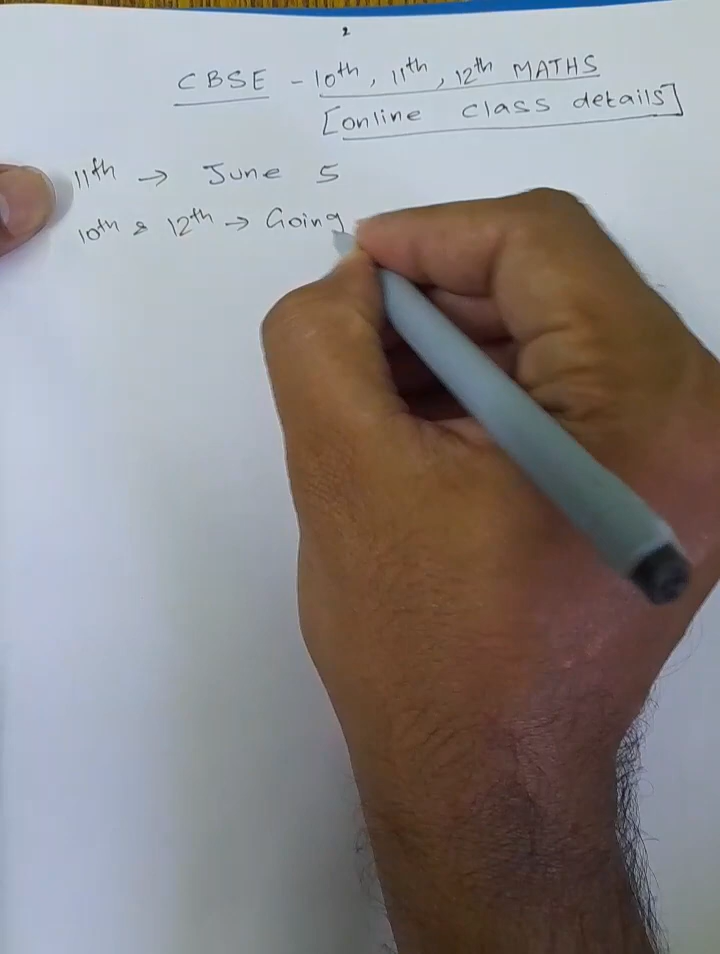 2
CBSE - 10th, 11th, 12th MATHS
[online class details]
11th → June 5
10th & 12th → Going